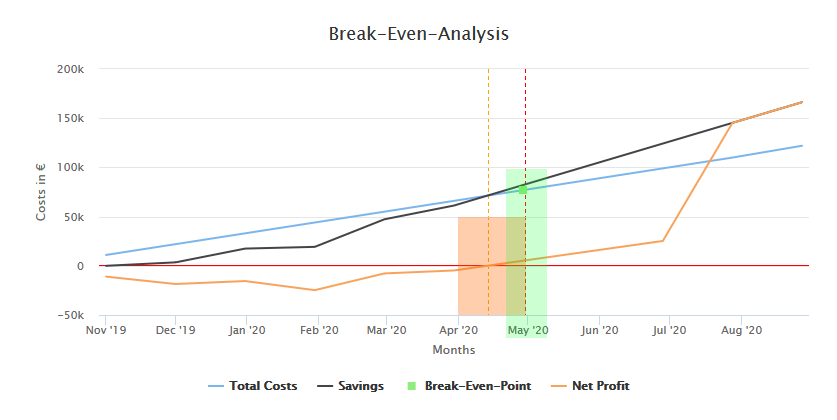 Break-Even-Analysis
200k
150k
100k
50k
0
−50k
Costs in €
Nov '19 Dec '19 Jan '20 Feb '20 Mar '20 Apr '20 May '20 Jun '20 Jul '20 Aug '20
Months
Total Costs Savings Break-Even-Point Net Profit